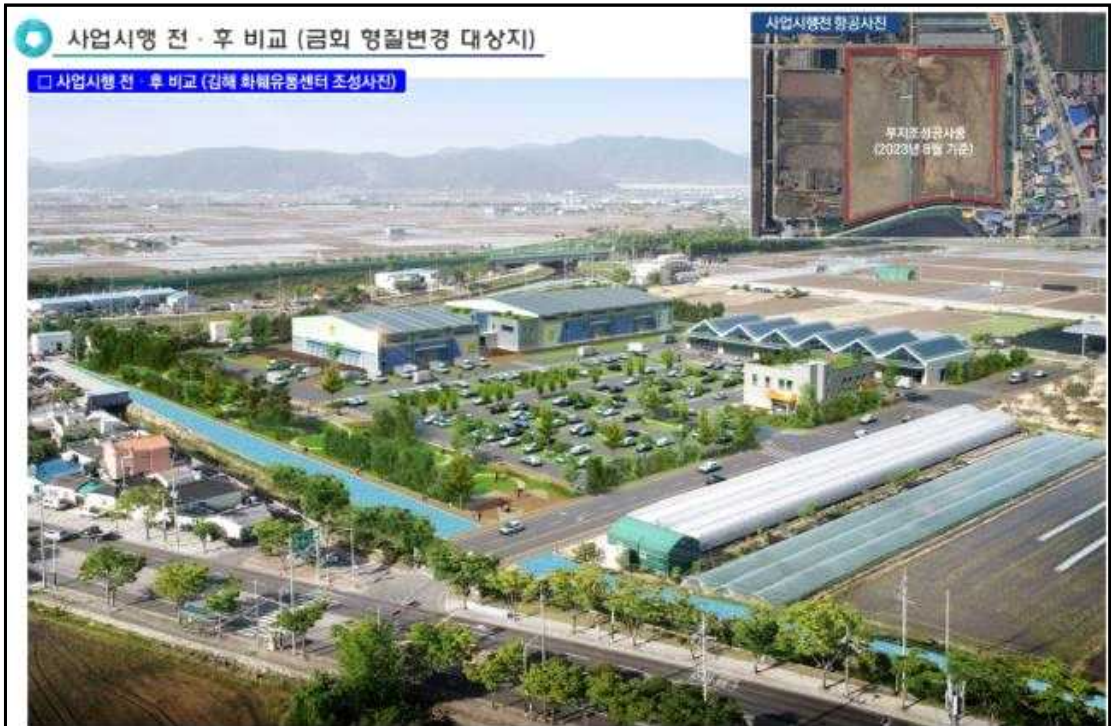 사업시행 전 · 후 비교 (금회 형질변경 대상지)
□ 사업시행 전 · 후 비교 (김해 화훼유통센터 조성사진)
사업시행전 항공사진
부지조성공사중
(2023년 8월 기준)